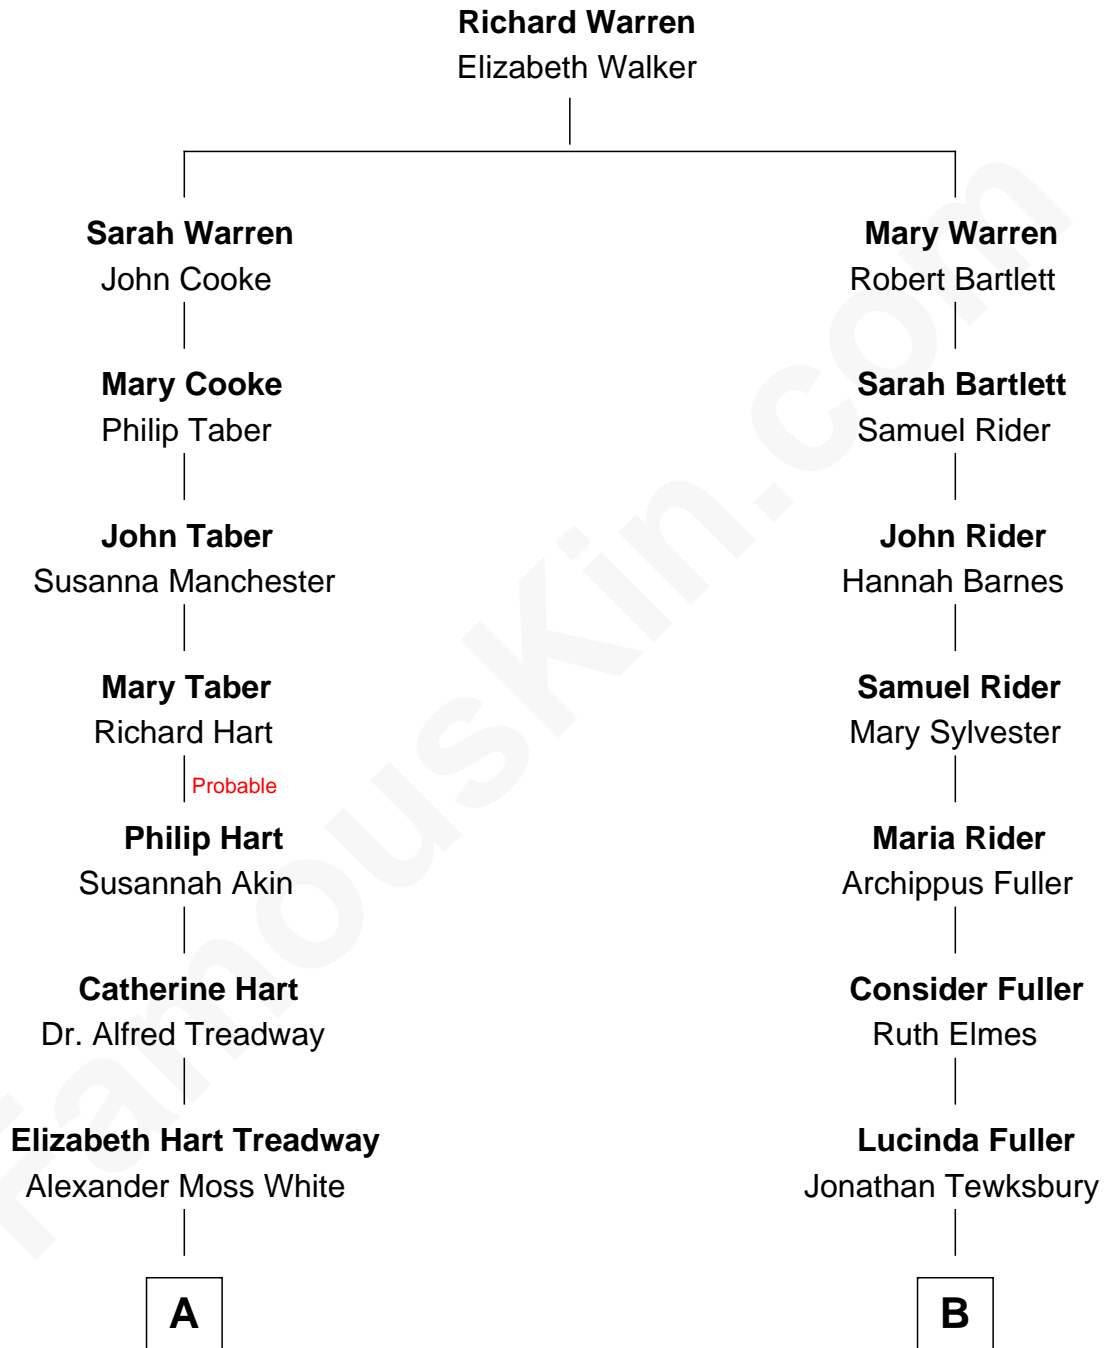 Richard Warren
Elizabeth Walker
Sarah Warren
John Cooke
Mary Cooke
Philip Taber
John Taber
Susanna Manchester
Mary Taber
Richard Hart
Probable
Philip Hart
Susannah Akin
Catherine Hart
Dr. Alfred Treadway
Elizabeth Hart Treadway
Alexander Moss White
A
Mary Warren
Robert Bartlett
Sarah Bartlett
Samuel Rider
John Rider
Hannah Barnes
Samuel Rider
Mary Sylvester
Maria Rider
Archippus Fuller
Consider Fuller
Ruth Elmes
Lucinda Fuller
Jonathan Tewksbury
B
FamousKin.com